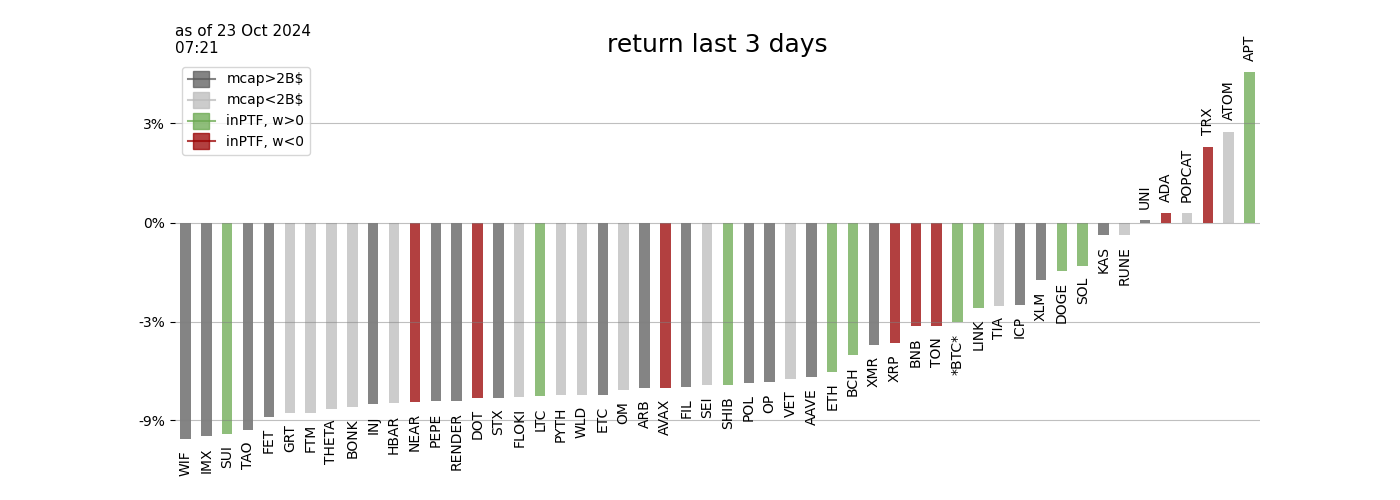 as of 23 Oct 2024
07:21
return last 3 days
mcap>2B$
mcap<2B$
inPTF, w>0
inPTF, w<0
3%
0%
-3%
-9%
WIF
IMX
SUI
TAO
FET
GRT
FTM
THETA
BONK
INJ
HBAR
NEAR
PEPE
RENDER
DOT
STX
FLOKI
LTC
PYTH
WLD
ETC
OM
ARB
AVAX
FIL
SEI
SHIB
POL
OP
VET
AAVE
ETH
BCH
XMR
XRP
BNB
TON
*BTC*
LINK
TIA
ICP
XLM
DOGE
SOL
KAS
RUNE
UNI
ADA
POPCAT
TRX
ATOM
APT